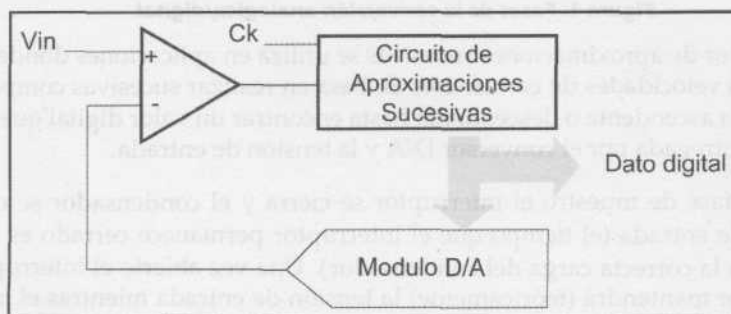 Vin
Ck
+
-
Circuito de
Aproximaciones
Sucesivas
Dato digital
Modulo D/A